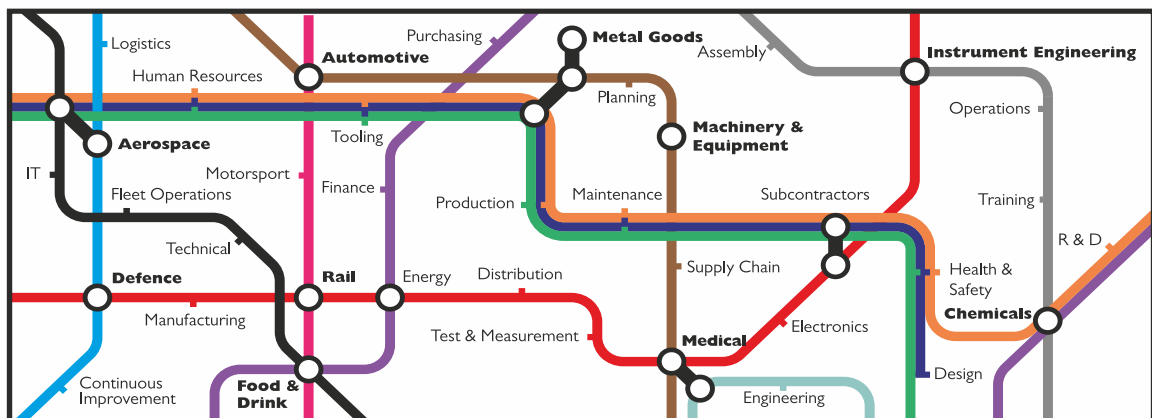 Logistics
Purchasing
Metal Goods
Assembly
Instrument Engineering
Automotive
Human Resources
Planning
Operations
Tooling
Machinery &
Equipment
Aerospace
IT
Fleet Operations
Motorsport
Finance
Production
Maintenance
Subcontractors
Training
Technical
R & D
Defence
Rail
Energy
Distribution
Supply Chain
Health &
Safety
Manufacturing
Test & Measurement
Medical
Electronics
Chemicals
Continuous
Improvement
Food &
Drink
Engineering
Design